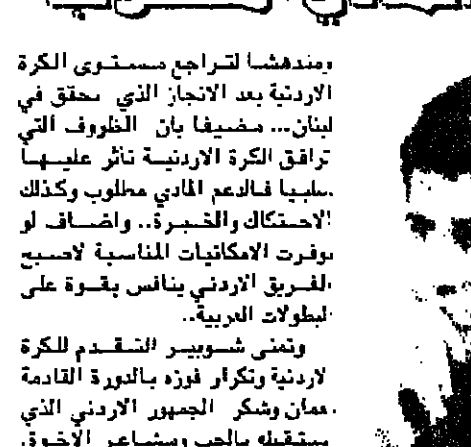 ومندهشا لتراجع مستوى الكرة
الاردنية بعد الانجاز الذي تحقق في
لبنان... مضيفا بان الظروف التي
ترافق الكرة الاردنية تاثر عليها
سلبيا فالدعم المادي مطلوب وكذلك
الاحتكاك والخبرة.. واضاف لو
توفرت الامكانيات المناسبة لاصبح
الفريق الاردني ينافس بقوة على
البطولات العربية..
وتمنى شوبير التقدم للكرة
الاردنية وتكرار فوزه بالدورة القادمة
عمان وشكر الجمهور الاردني الذي
يستقبله بالحب ومشاعر الاخوة.